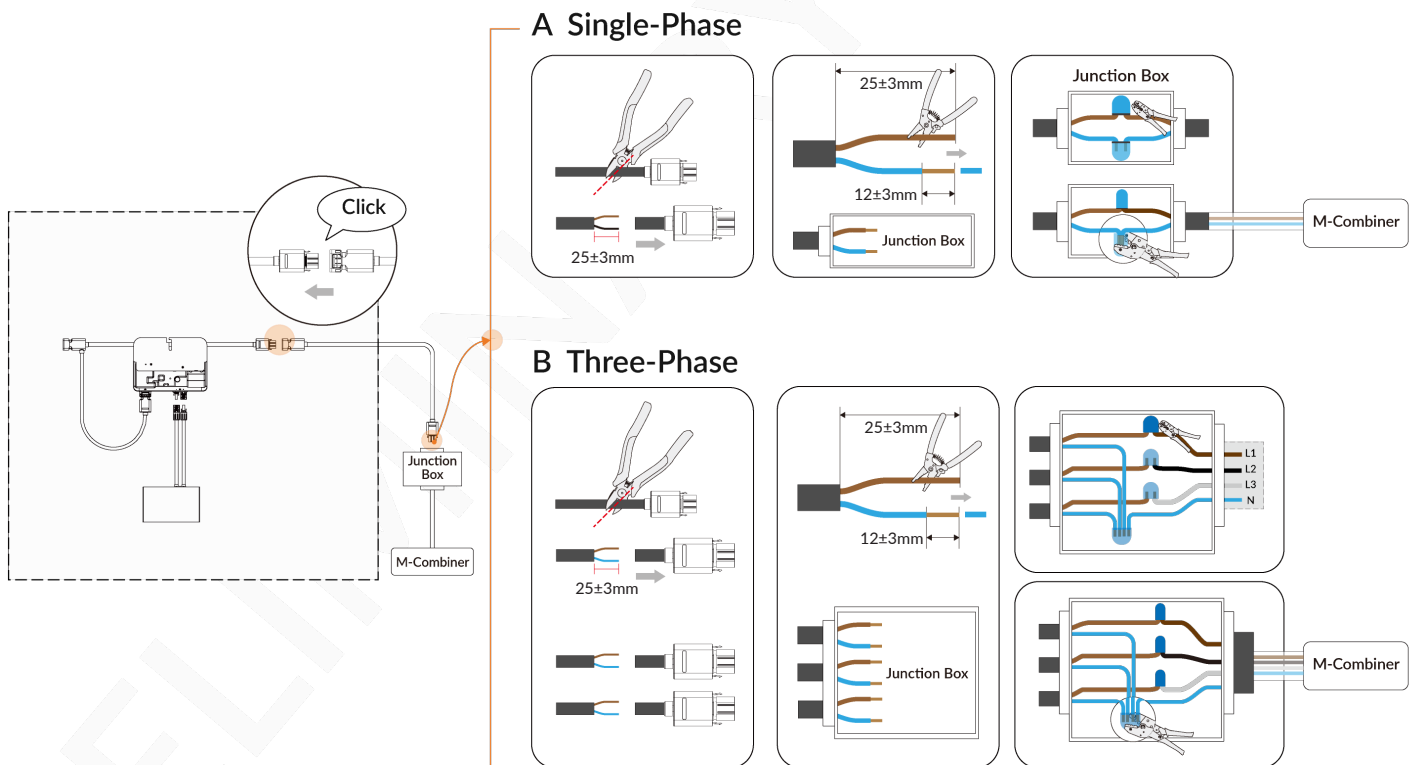 A Single-Phase
25±3mm
25±3mm
12±3mm
Junction Box
Junction Box
M-Combiner
Click
Junction
Box
M-Combiner
B Three-Phase
25±3mm
25±3mm
12±3mm
Junction Box
L1
L2
L3
N
M-Combiner